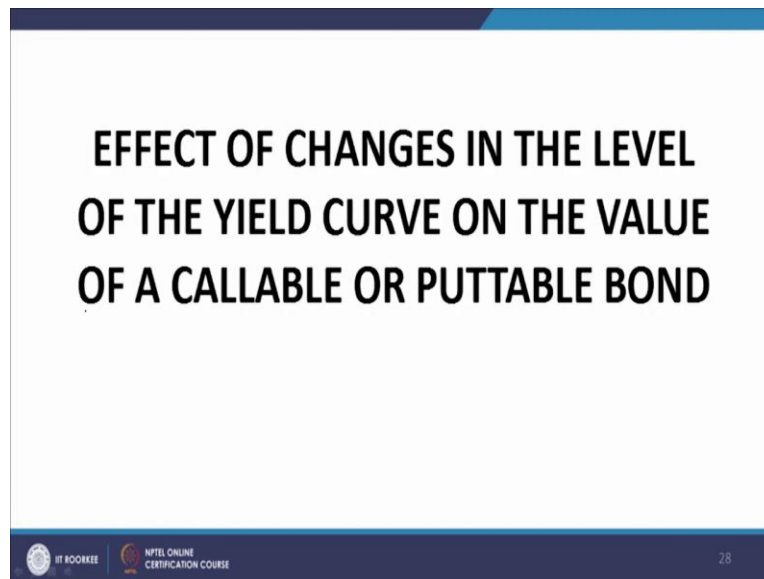 EFFECT OF CHANGES IN THE LEVEL
OF THE YIELD CURVE ON THE VALUE
OF A CALLABLE OR PUTTABLE BOND
IIT ROORKEE
NPTEL ONLINE
CERTIFICATION COURSE
28